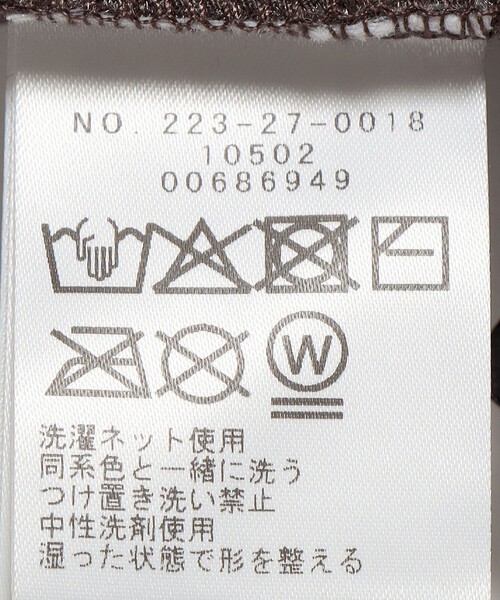 NO. 223-27-0018
10502
00686949
W
洗濯ネット使用
同系色と一緒に洗う
つけ置き洗い禁止
中性洗剤使用
湿った状態で形を整える